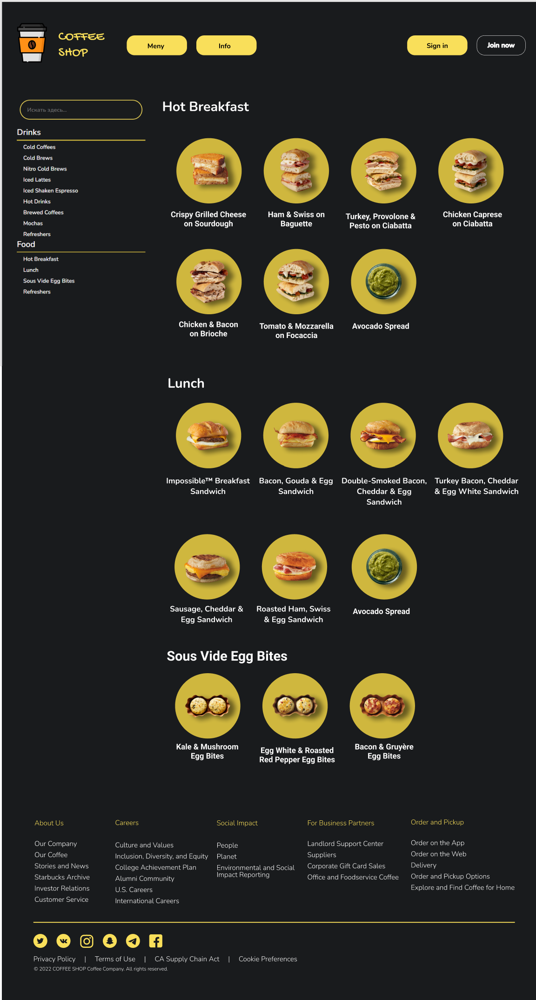 COFFEE
SHOP
Meny
Info
Sign in
Join now
Искать здесь...
Drinks
Cold Coffees
Cold Brews
Nitro Cold Brews
Iced Lattes
Iced Shaken Espresso
Hot Drinks
Brewed Coffees
Mochas
Refreshers
Food
Hot Breakfast
Lunch
Sous Vide Egg Bites
Refreshers
Hot Breakfast
Crispy Grilled Cheese
on Sourdough
Ham & Swiss on
Baguette
Turkey, Provolone &
Pesto on Ciabatta
Chicken Caprese
on Ciabatta
Chicken & Bacon
on Brioche
Tomato & Mozzarella
on Focaccia
Avocado Spread
Lunch
Impossible™ Breakfast
Sandwich
Bacon, Gouda & Egg
Sandwich
Double-Smoked Bacon,
Cheddar & Egg
Sandwich
Turkey Bacon, Cheddar
& Egg White Sandwich
Sausage, Cheddar &
Egg Sandwich
Roasted Ham, Swiss
& Egg Sandwich
Avocado Spread
Sous Vide Egg Bites
Kale & Mushroom
Egg Bites
Egg White & Roasted
Red Pepper Egg Bites
Bacon & Gruyère
Egg Bites
About Us
Our Company
Our Coffee
Stories and News
Starbucks Archive
Investor Relations
Customer Service
Careers
Culture and Values
Inclusion, Diversity, and Equity
College Achievement Plan
Alumni Community
U.S. Careers
International Careers
Social Impact
People
Planet
Environmental and Social
Impact Reporting
For Business Partners
Landlord Support Center
Suppliers
Corporate Gift Card Sales
Office and Foodservice Coffee
Order and Pickup
Order on the App
Order on the Web
Delivery
Order and Pickup Options
Explore and Find Coffee for Home
Privacy Policy | Terms of Use | CA Supply Chain Act | Cookie Preferences
© 2022 COFFEE SHOP Coffee Company. All rights reserved.